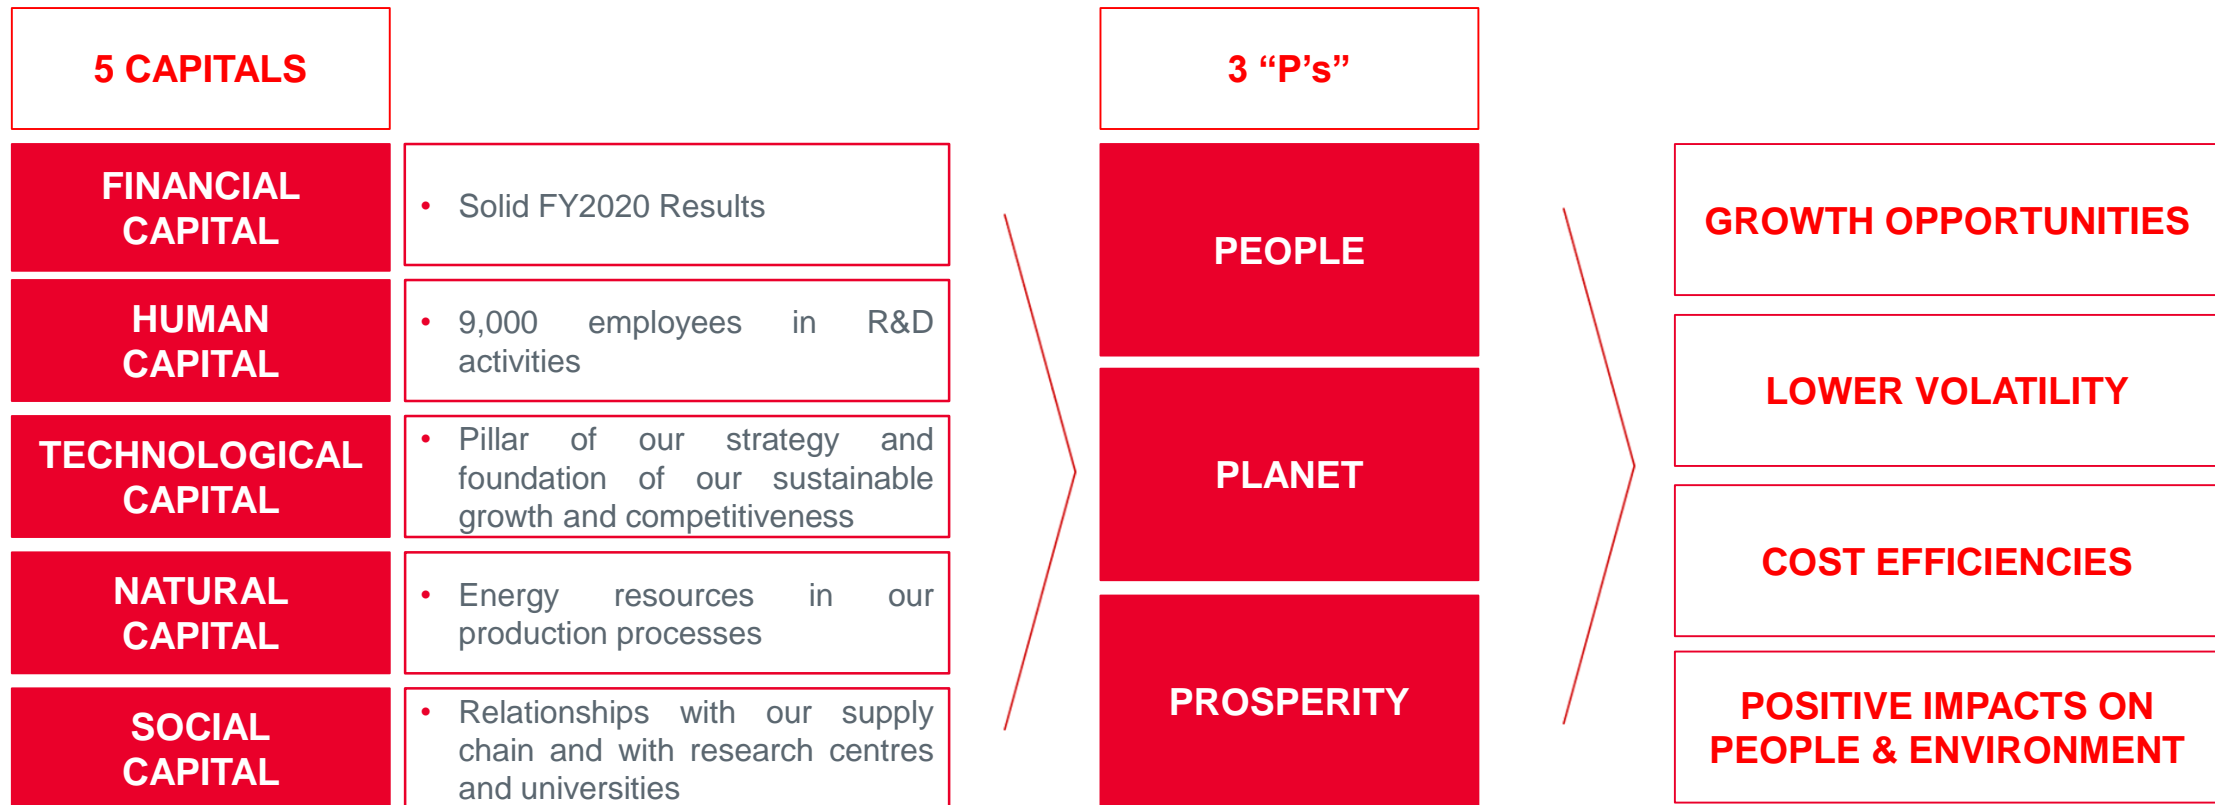 5 CAPITALS
3 “P’s”
FINANCIAL
CAPITAL
• Solid FY2020 Results
HUMAN
CAPITAL
• 9,000 employees in R&D
activities
TECHNOLOGICAL
CAPITAL
• Pillar of our strategy and
foundation of our sustainable
growth and competitiveness
NATURAL
CAPITAL
• Energy resources in our
production processes
SOCIAL
CAPITAL
• Relationships with our supply
chain and with research centres
and universities
PEOPLE
PLANET
PROSPERITY
GROWTH OPPORTUNITIES
LOWER VOLATILITY
COST EFFICIENCIES
POSITIVE IMPACTS ON
PEOPLE & ENVIRONMENT